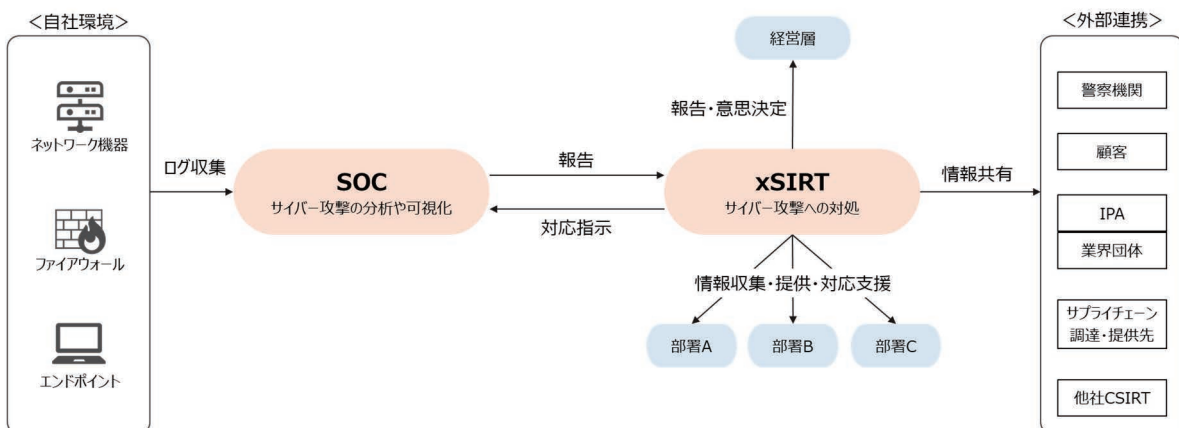 <自社環境>
ネットワーク機器
ファイアウォール
エンドポイント
ログ収集
SOC
サイバー攻撃の分析や可視化
報告
対応指示
経営層
報告・意思決定
xSIRT
サイバー攻撃への対処
情報収集・提供・対応支援
部署A
部署B
部署C
情報共有
<外部連携>
警察機関
顧客
IPA
業界団体
サプライチェーン
調達・提供先
他社CSIRT